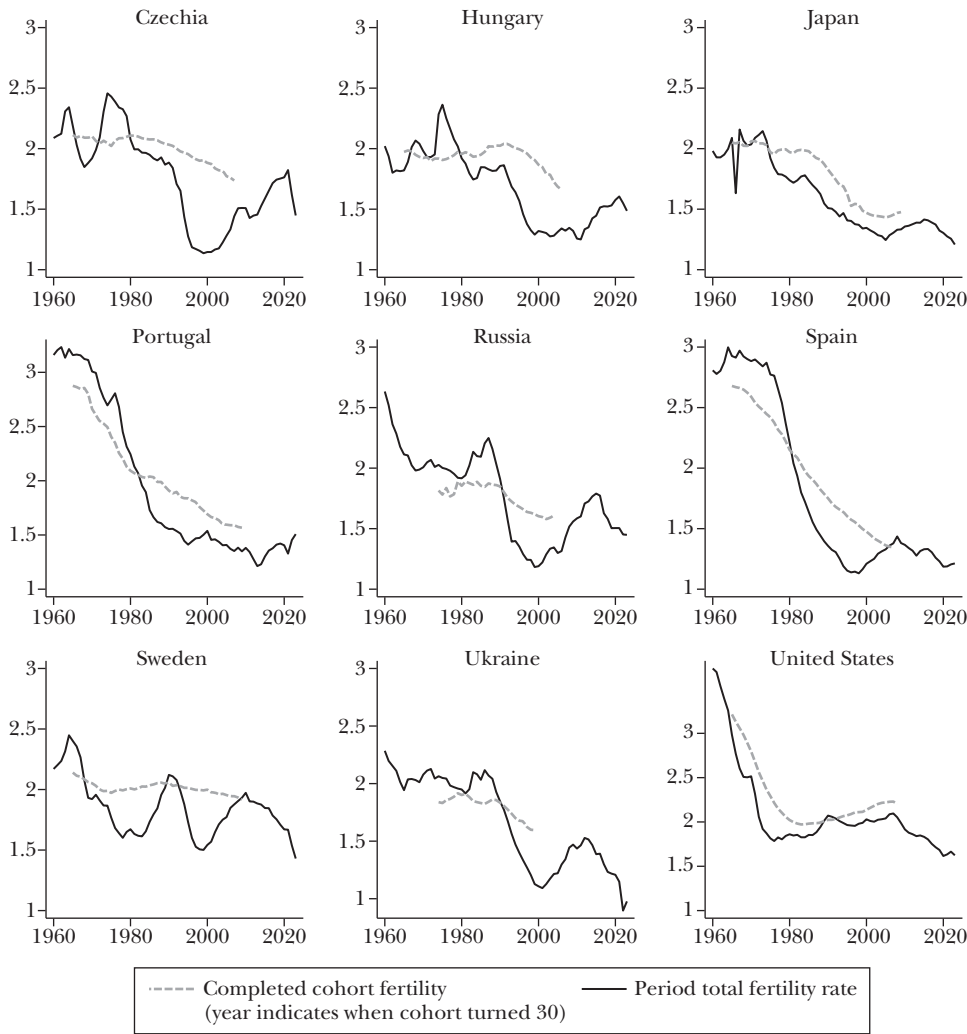 Czechia
Hungary
Japan
3
2.5
2
1.5
1
1960 1980 2000 2020
3
2.5
2
1.5
1
1960 1980 2000 2020
3
2.5
2
1.5
1
1960 1980 2000 2020
Portugal
Russia
Spain
3
2.5
2
1.5
1
1960 1980 2000 2020
3
2.5
2
1.5
1
1960 1980 2000 2020
3
2.5
2
1.5
1
1960 1980 2000 2020
Sweden
Ukraine
United States
3
2.5
2
1.5
1
1960 1980 2000 2020
3
2.5
2
1.5
1
1960 1980 2000 2020
3
2.5
2
1.5
1
1960 1980 2000 2020
Completed cohort fertility
(year indicates when cohort turned 30)
Period total fertility rate